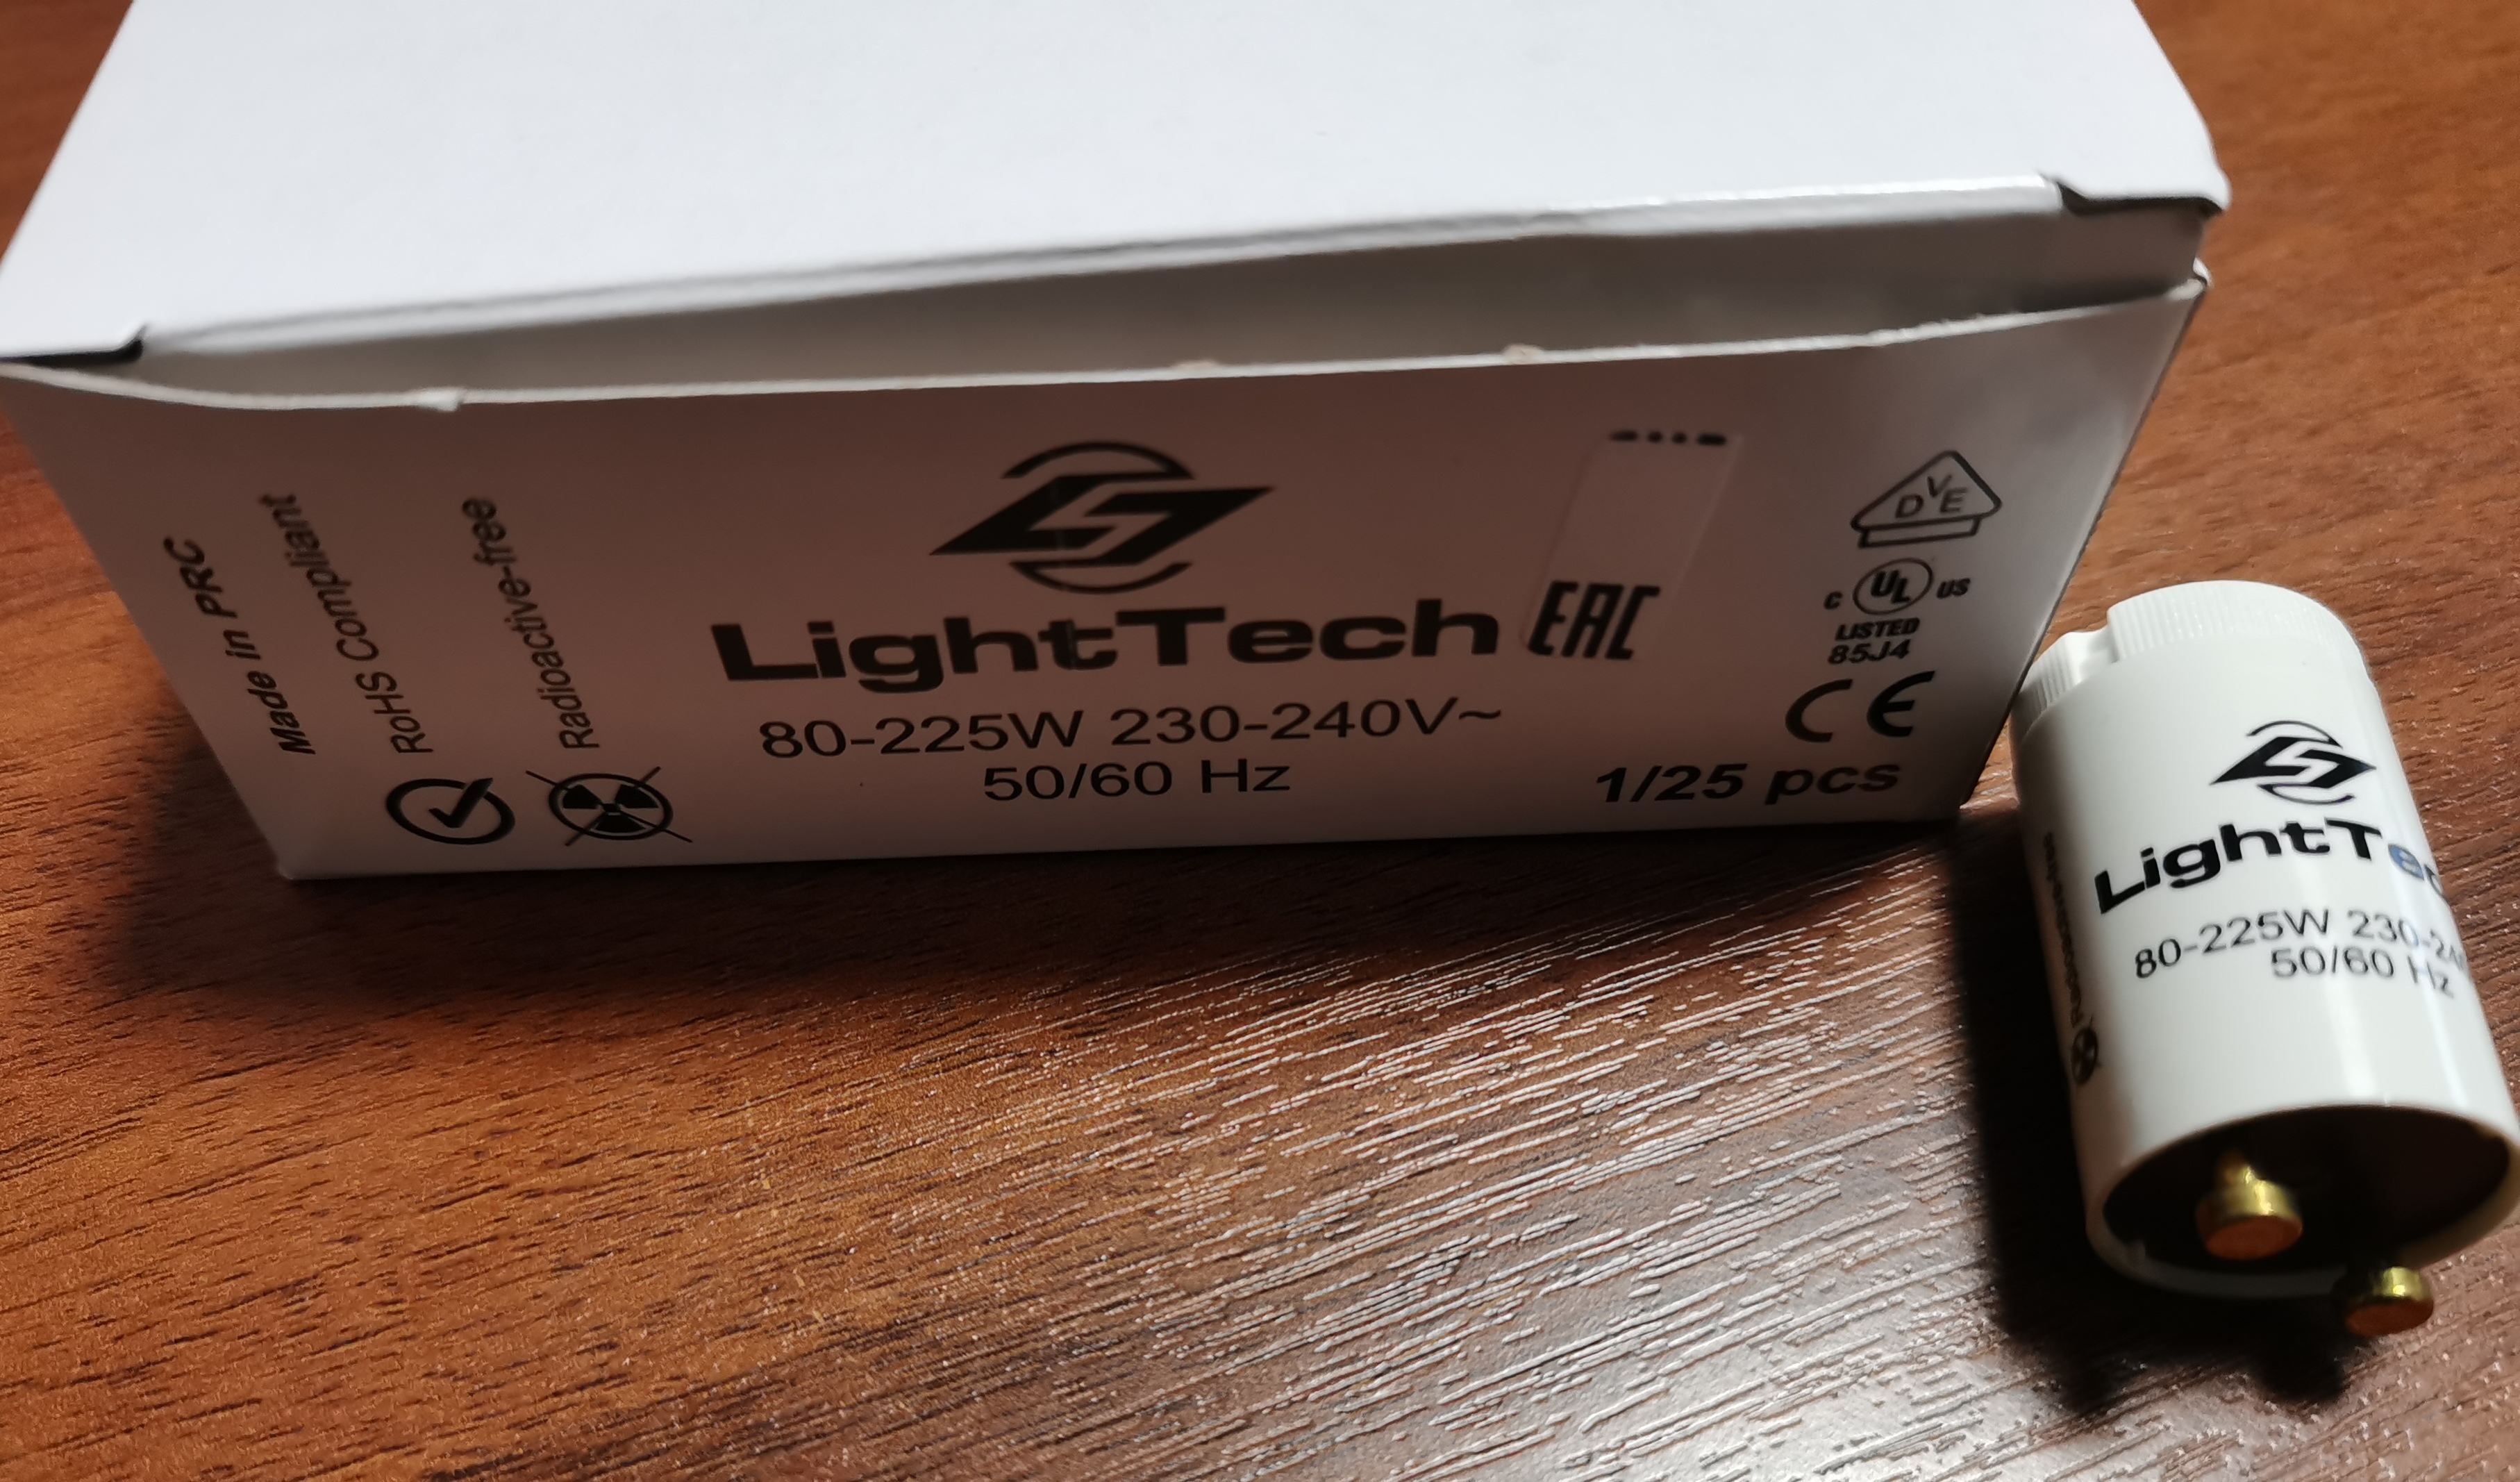 Made in PRC
RoHS Compliant
Radioactive-free
LightTech
80-225W 230-240V~
50/60 Hz
EAC
DVE
C UL US
LISTED
85J4
CE
1/25 pcs
LightTec
80-225W 230-24
50/60 Hz